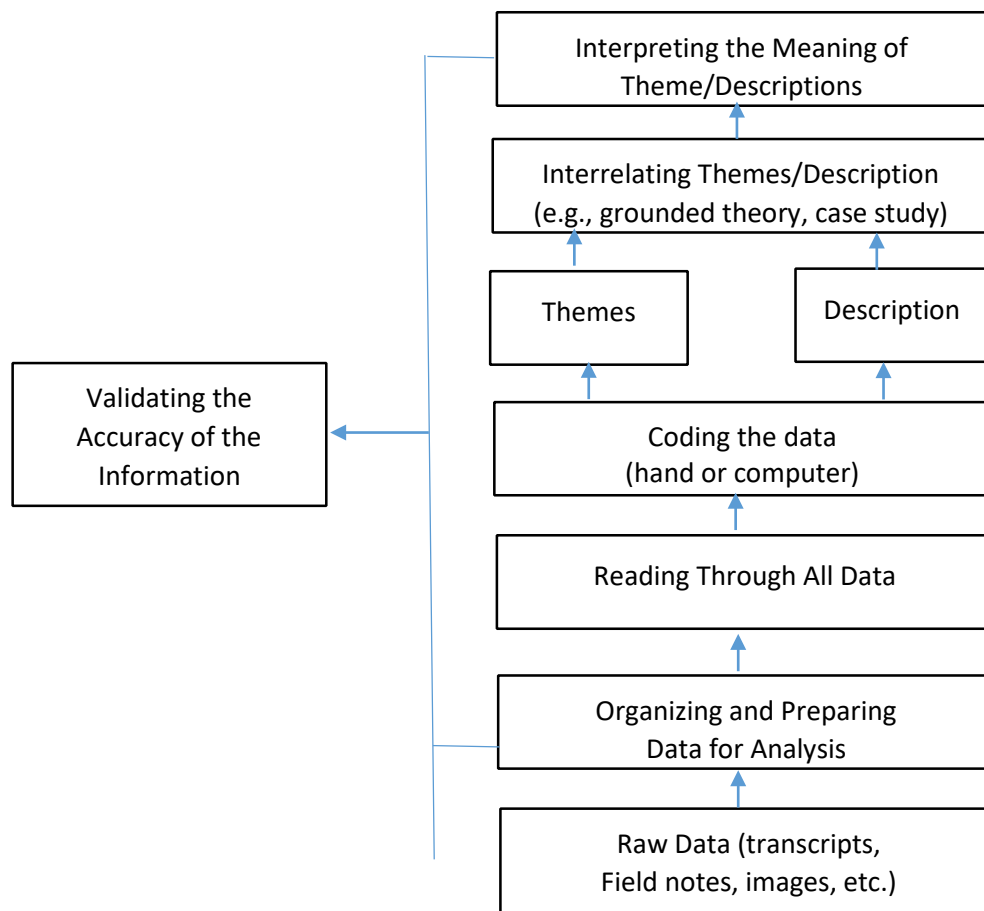 Interpreting the Meaning of
Theme/Descriptions
Interrelating Themes/Description
(e.g., grounded theory, case study)
Themes
Description
Validating the
Accuracy of the
Information
Coding the data
(hand or computer)
Reading Through All Data
Organizing and Preparing
Data for Analysis
Raw Data (transcripts,
Field notes, images, etc.)